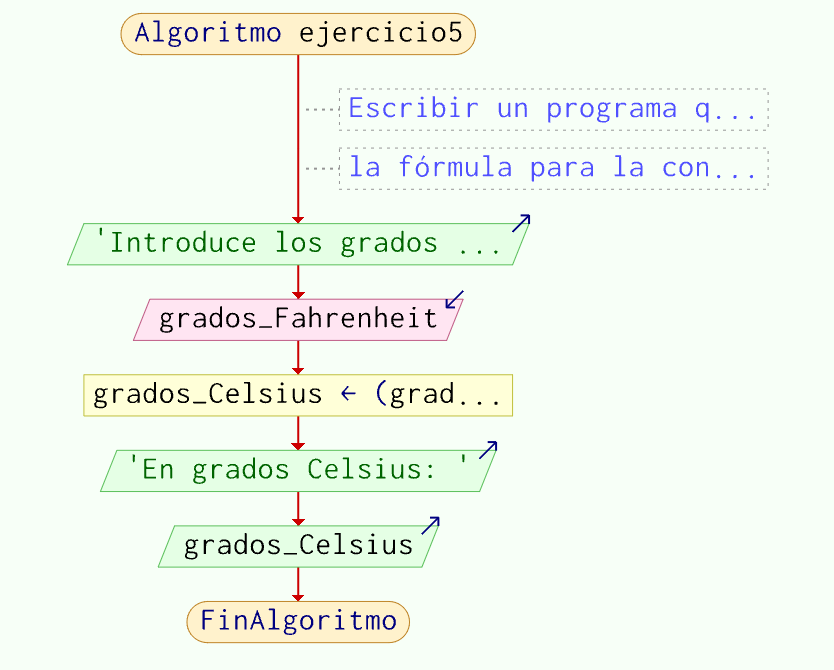 Algoritmo ejercicio5
Escribir un programa q...
la fórmula para la con...
'Introduce los grados ...
grados_Fahrenheit
grados_Celsius ← (grad...
'En grados Celsius: '
grados_Celsius
FinAlgoritmo